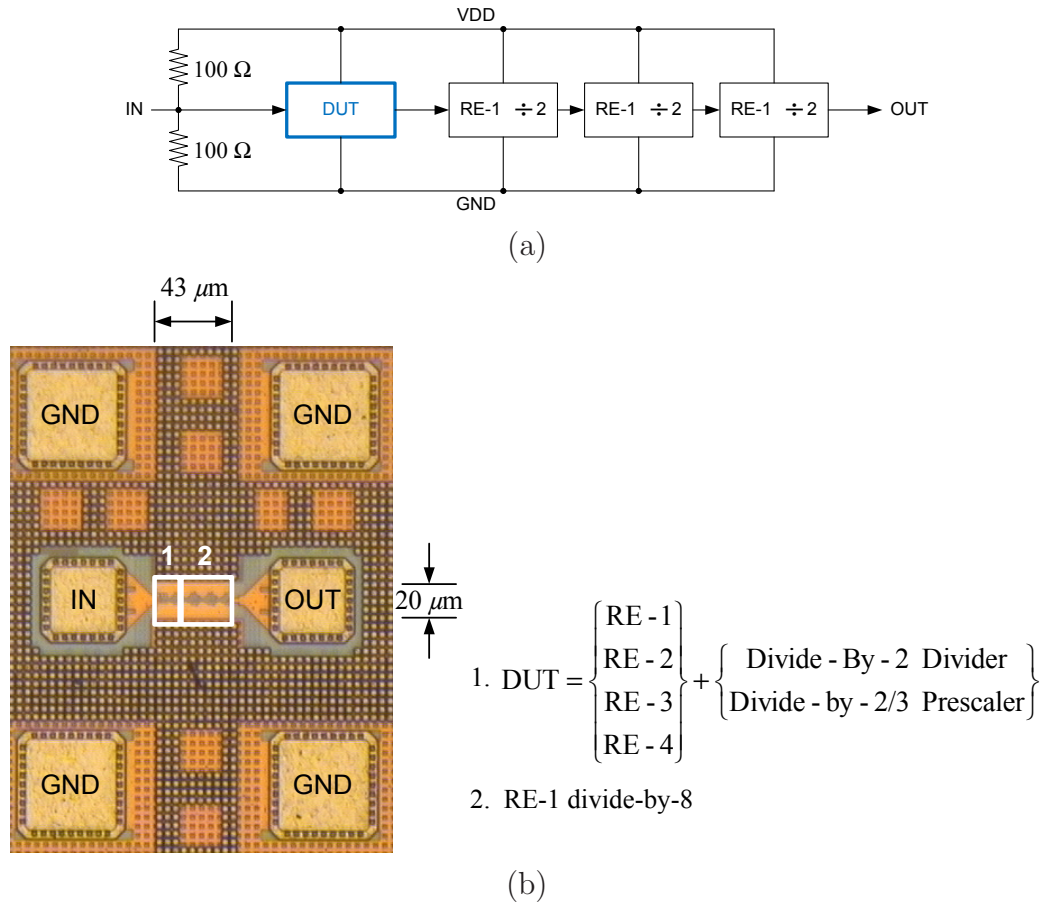 VDD
100 Ω
IN
DUT
RE-1 ÷ 2
RE-1 ÷ 2
RE-1 ÷ 2
OUT
100 Ω
GND
(a)
43 μm
GND
GND
1 2
IN
OUT
20 μm
GND
GND
1. DUT = {RE - 1 RE - 2 RE - 3 RE - 4} + {Divide - By - 2 Divider Divide - by - 2/3 Prescaler}
2. RE-1 divide-by-8
(b)